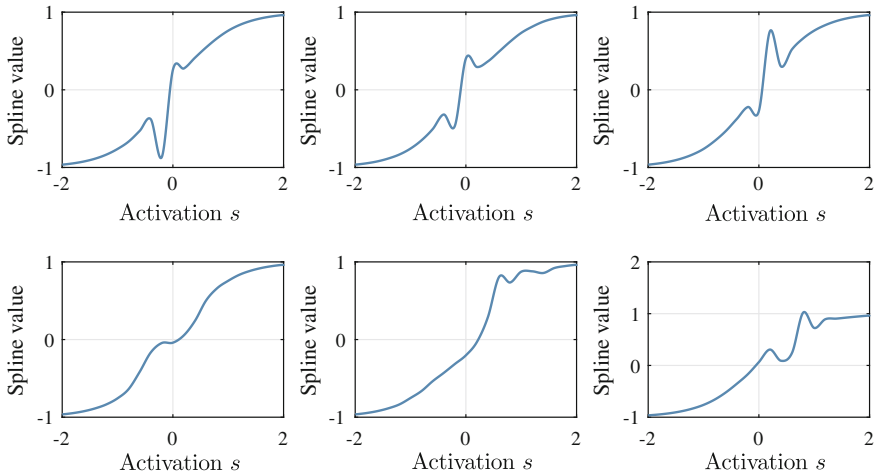 1
0
-1
Spline value
-2 0 2
Activation s
1
0
-1
Spline value
-2 0 2
Activation s
1
0
-1
Spline value
-2 0 2
Activation s
1
0
-1
Spline value
-2 0 2
Activation s
1
0
-1
Spline value
-2 0 2
Activation s
2
1
0
-1
Spline value
-2 0 2
Activation s